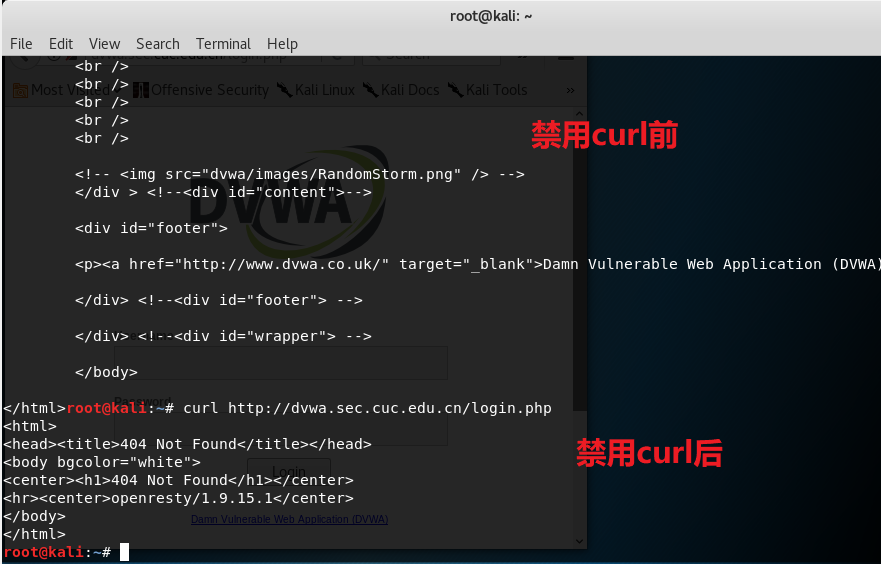 root@kali: ~
File Edit View Search Terminal Help
Search
<br />
Most Visited Offensive Security Kali Linux Kali Docs Kali Tools »
<br />
<br />
<br />
<br />
禁用curl前
<!-- <img src="dvwa/images/RandomStorm.png" /> -->
</div > <!--<div id="content">-->
DVWA
<div id="footer">
<p><a href="http://www.dvwa.co.uk/" target="_blank">Damn Vulnerable Web Application (DVWA)
</div> <!--<div id="footer"> -->
</div> <!--<div id="wrapper"> -->
</body>
Password
</html>root@kali:~# curl http://dvwa.sec.cuc.edu.cn/login.php
<html>
<head><title>404 Not Found</title></head>
禁用curl后
<body bgcolor="white">
Login
<center><h1>404 Not Found</h1></center>
<hr><center>openresty/1.9.15.1</center>
</body>
Damn Vulnerable Web Application (DVWA)
</html>
root@kali:~#